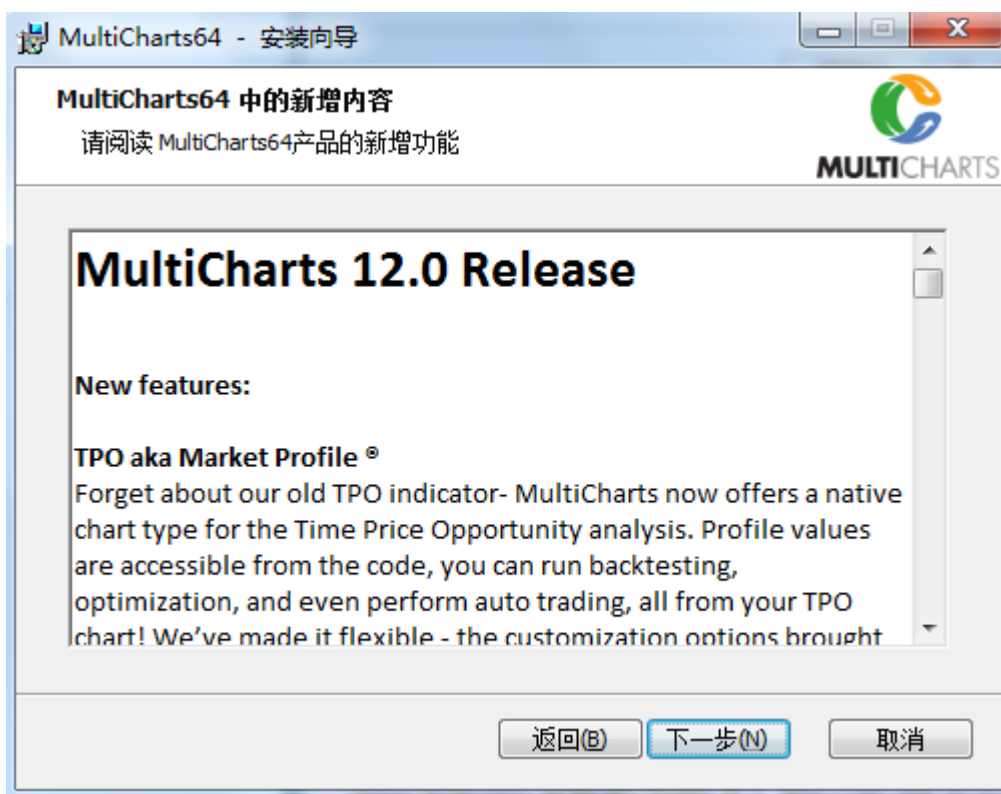 MultiCharts64 - 安装向导
MultiCharts64 中的新增内容
请阅读 MultiCharts64产品的新增功能
MULTICHARTS
MultiCharts 12.0 Release
New features:
TPO aka Market Profile ®
Forget about our old TPO indicator- MultiCharts now offers a native
chart type for the Time Price Opportunity analysis. Profile values
are accessible from the code, you can run backtesting,
optimization, and even perform auto trading, all from your TPO
chart! We've made it flexible - the customization options brought
返回(B)
下一步(N)
取消